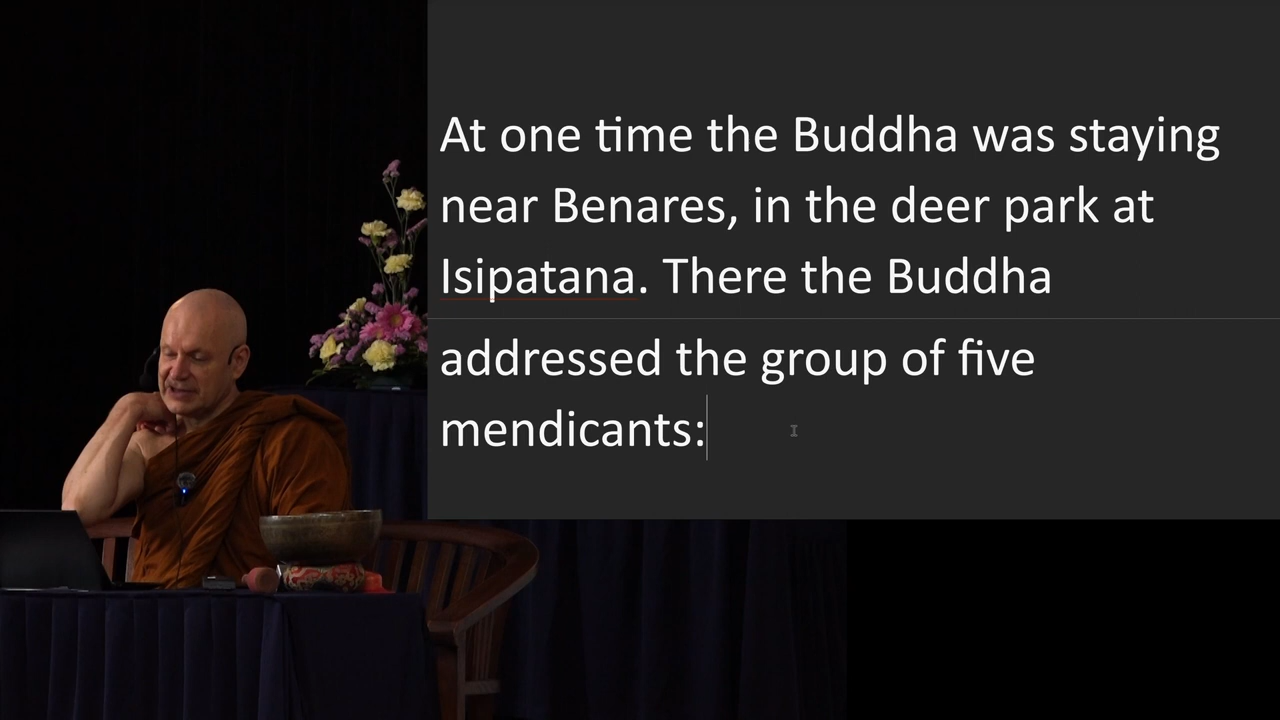 At one time the Buddha was staying
near Benares, in the deer park at
Isipatana. There the Buddha
addressed the group of five
mendicants: